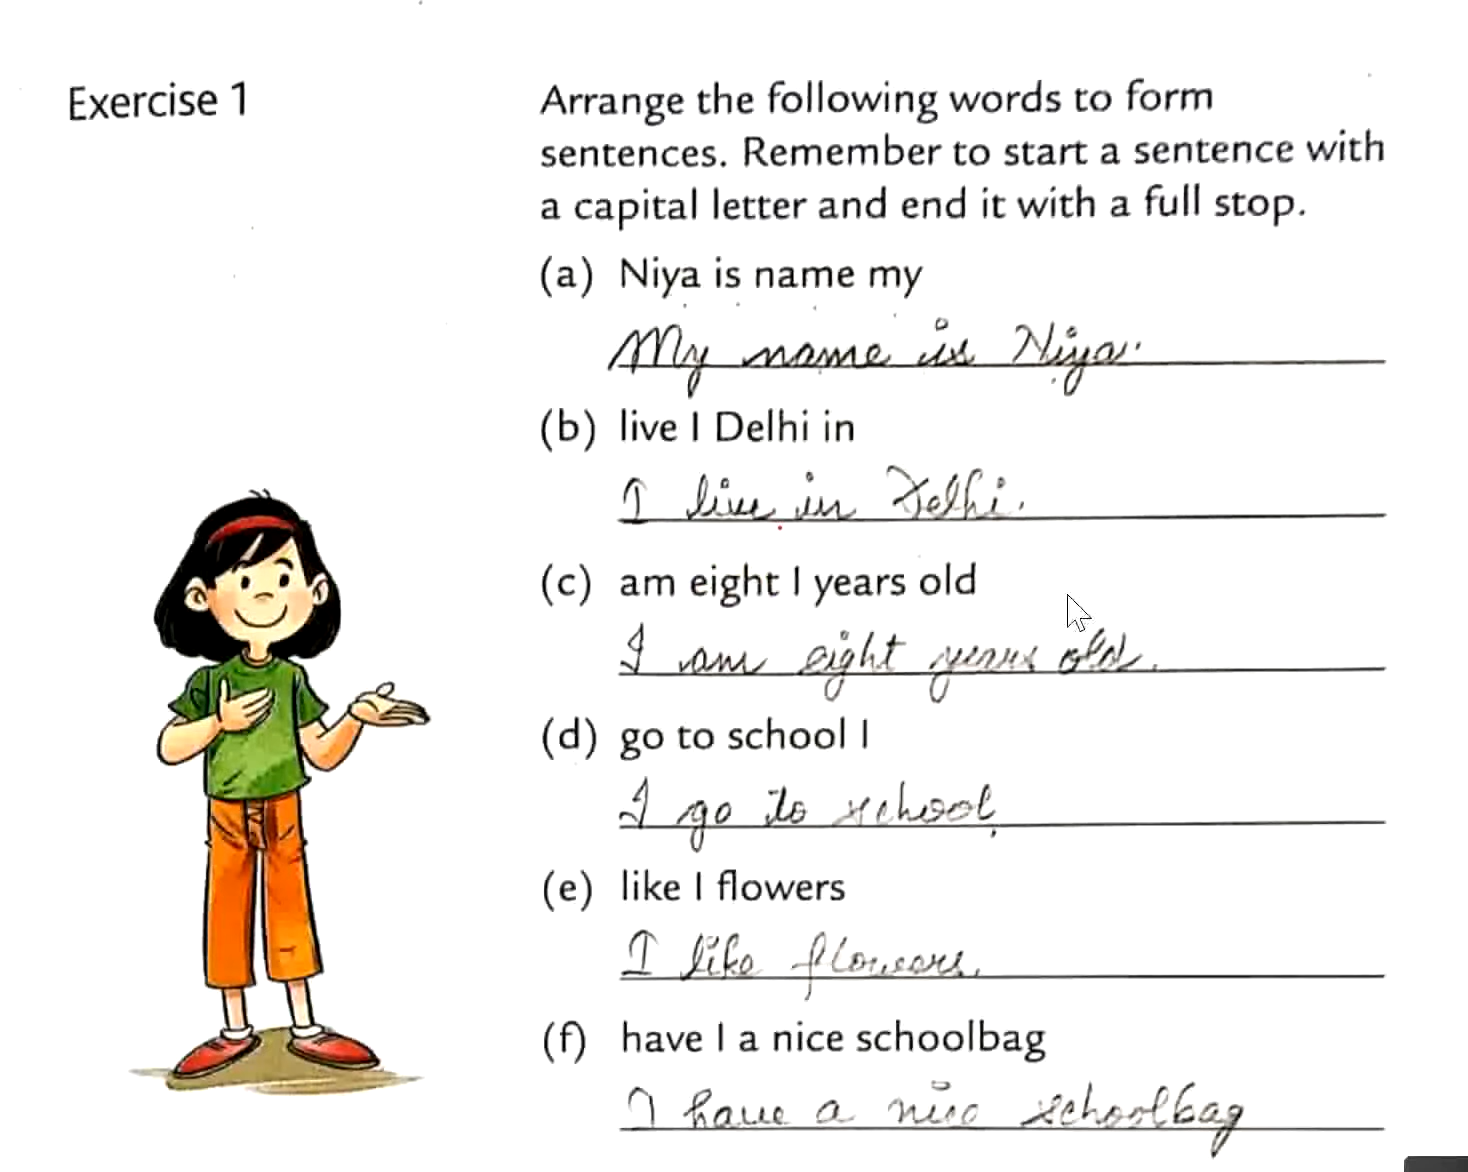 Exercise 1
Arrange the following words to form
sentences. Remember to start a sentence with
a capital letter and end it with a full stop.
(a) Niya is name my
My name is Niya.
(b) live I Delhi in
I live in Delhi.
(c) am eight I years old
I am eight years old.
(d) go to school I
I go to school.
(e) like I flowers
I like flowers.
(f) have I a nice schoolbag
I have a nice schoolbag